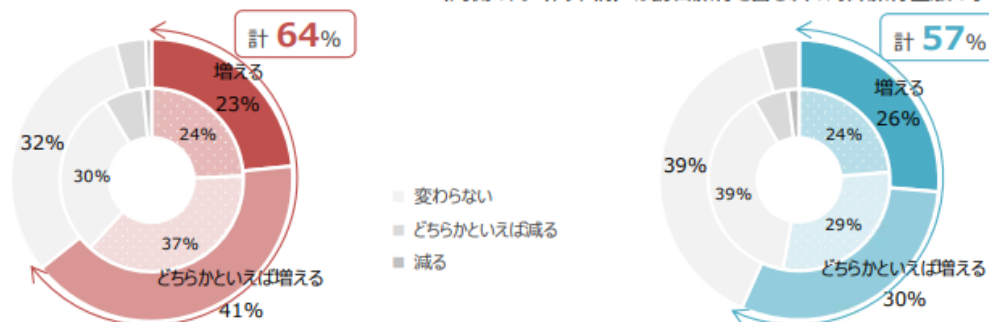 計 64%
増える
23%
24%
32%
30%
37%
どちらかといえば増える
41%
変わらない
どちらかといえば減る
減る
計 57%
増える
26%
24%
39%
39%
29%
どちらかといえば増える
30%